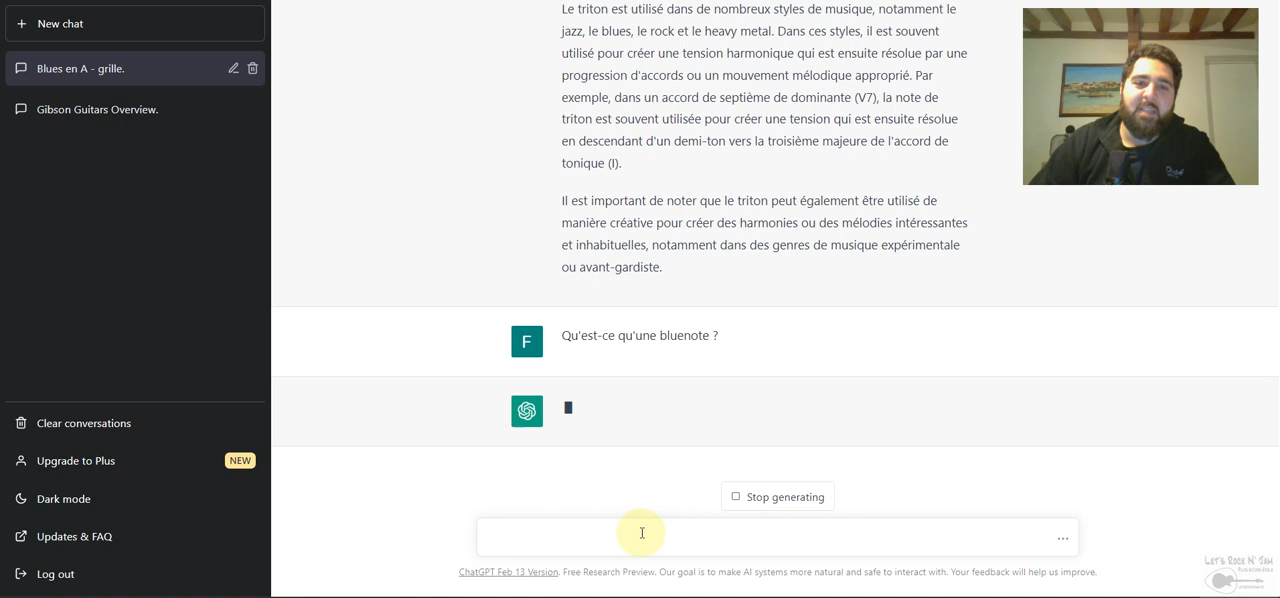 New chat
Blues en A - grille.
Gibson Guitars Overview.
Clear conversations
Upgrade to Plus
NEW
Dark mode
Updates & FAQ
Log out
Le triton est utilisé dans de nombreux styles de musique, notamment le
jazz, le blues, le rock et le heavy metal. Dans ces styles, il est souvent
utilisé pour créer une tension harmonique qui est ensuite résolue par une
progression d'accords ou un mouvement mélodique approprié. Par
exemple, dans un accord de septième de dominante (V7), la note de
triton est souvent utilisée pour créer une tension qui est ensuite résolue
en descendant d'un demi-ton vers la troisième majeure de l'accord de
tonique (I).
Il est important de noter que le triton peut également être utilisé de
manière créative pour créer des harmonies ou des mélodies intéressantes
et inhabituelles, notamment dans des genres de musique expérimentale
ou avant-gardiste.
F
Qu'est-ce qu'une bluenote ?
Stop generating
...
ChatGPT Feb 13 Version. Free Research Preview. Our goal is to make AI systems more natural and safe to interact with. Your feedback will help us improve.
LET'S ROCK N' JAM